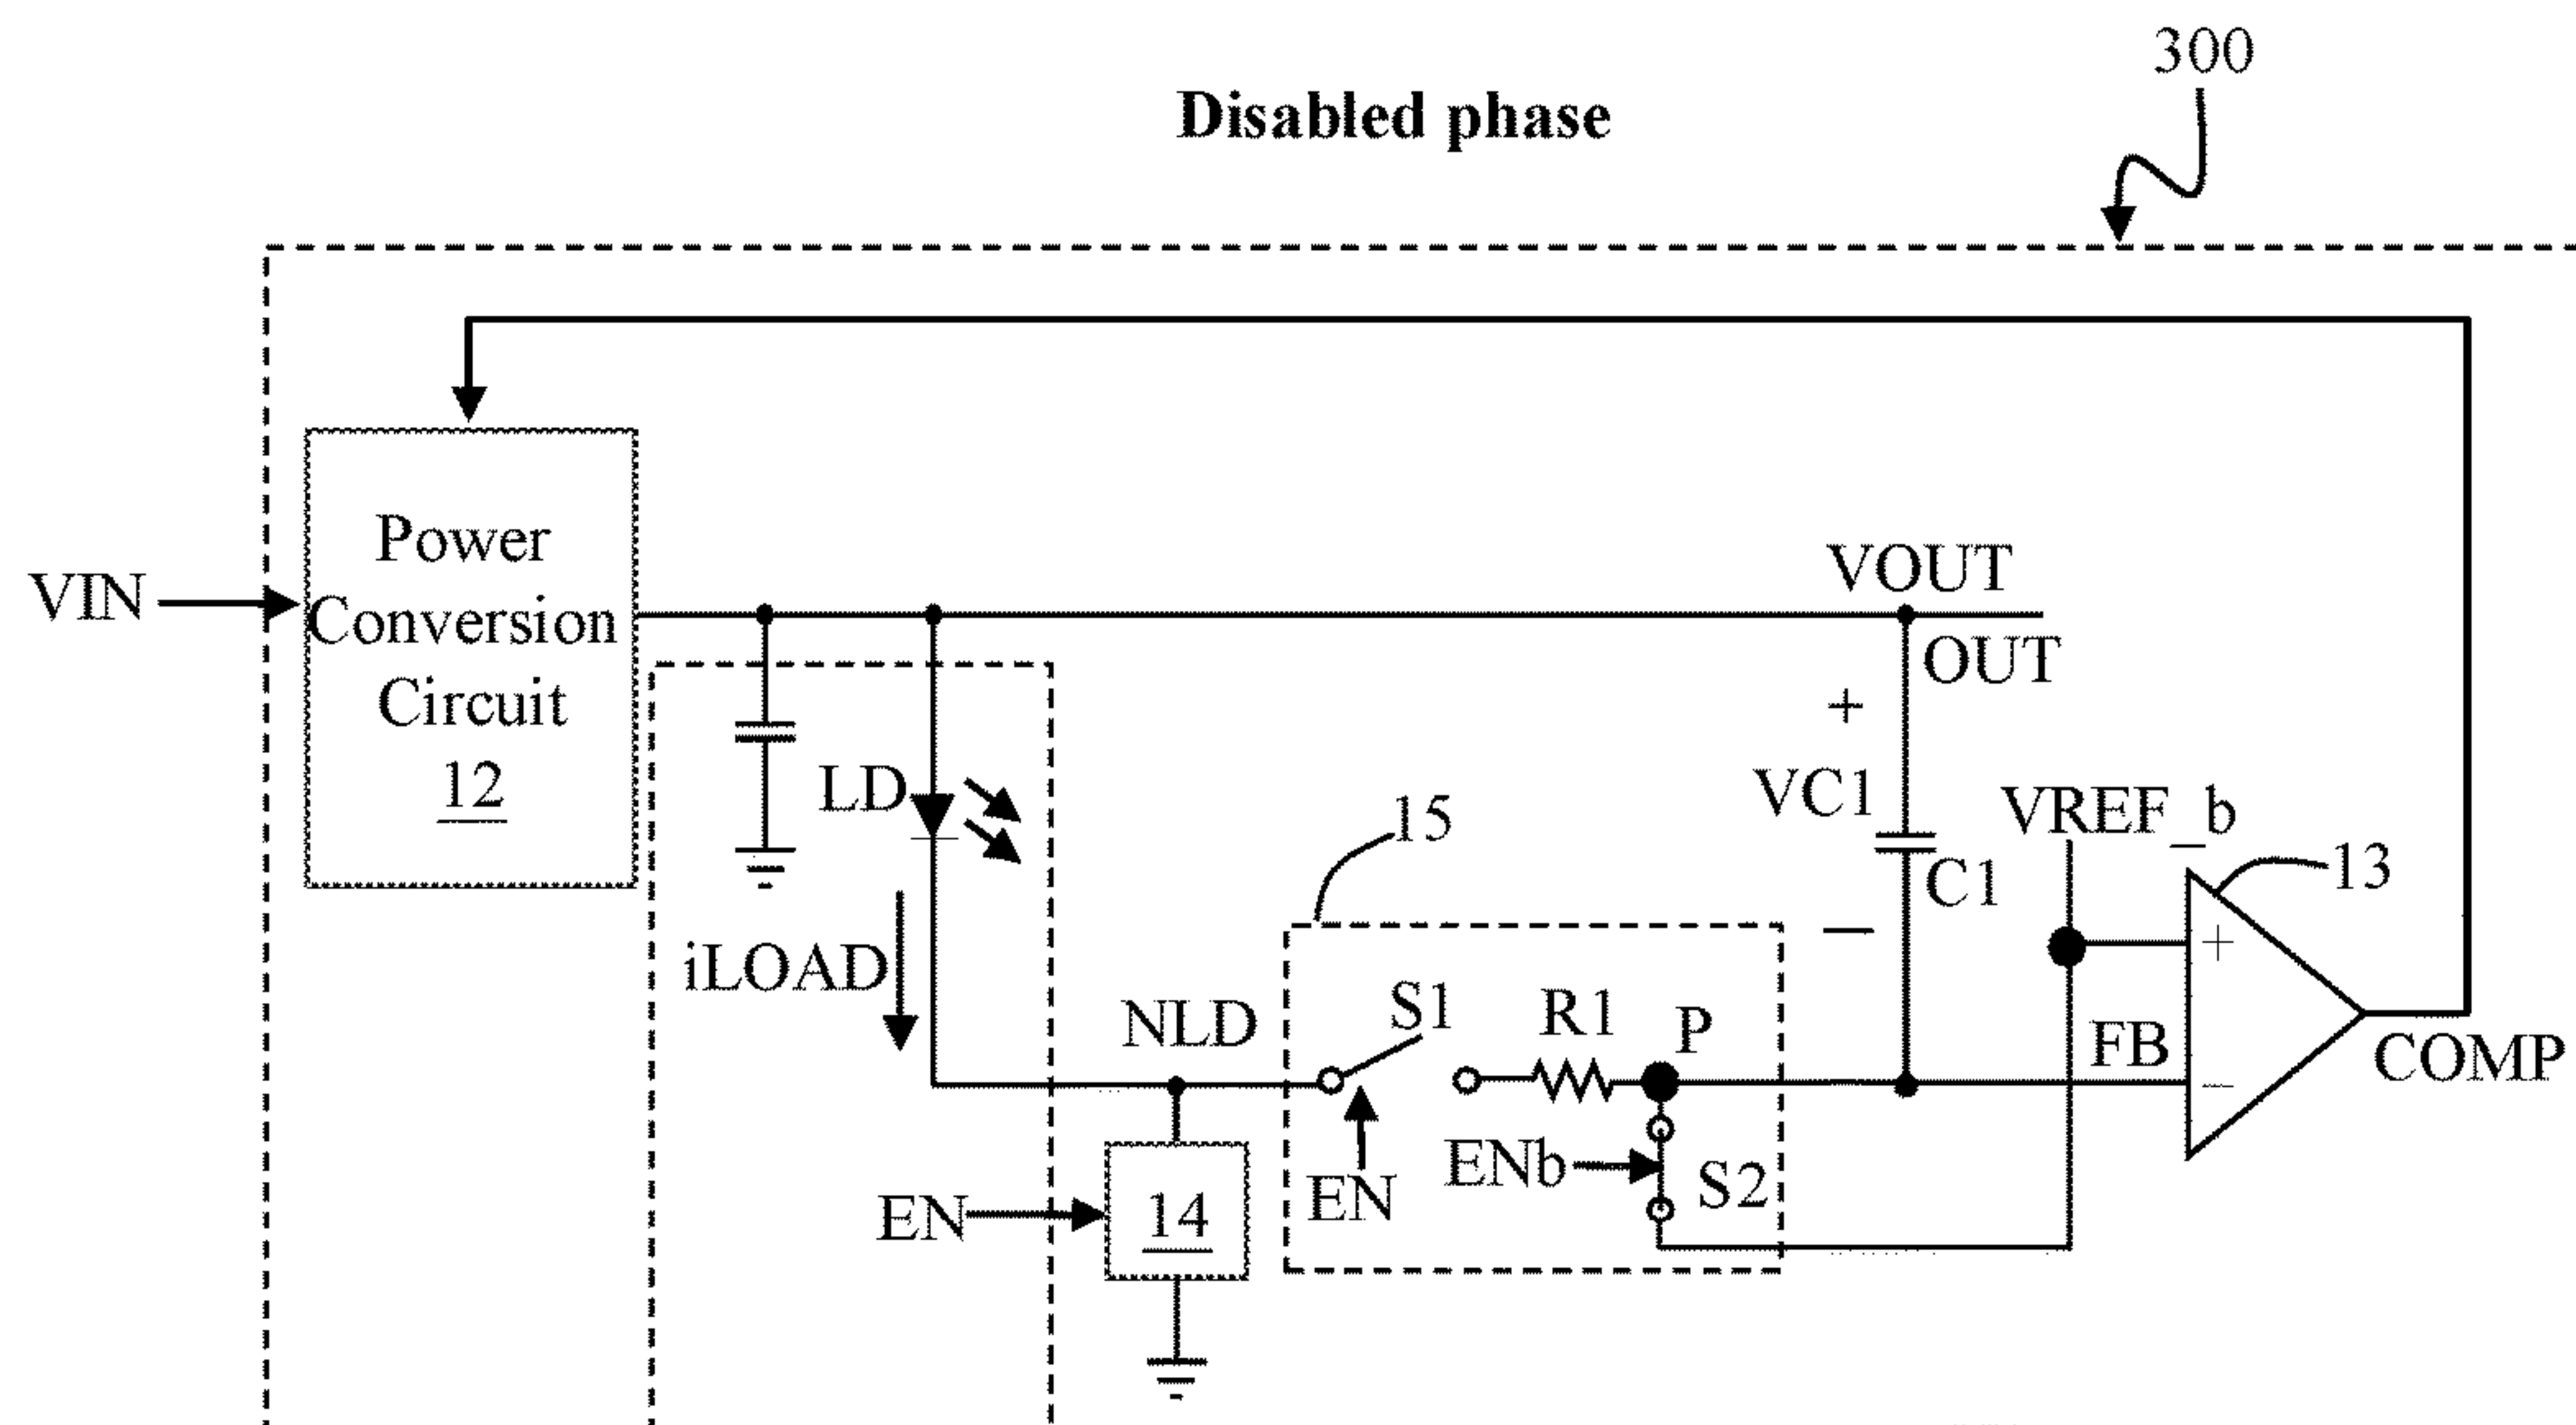 300
Disabled phase
Power
Conversion
Circuit
12
VIN
VOUT
OUT
+
VC1
C1
−
LD
15
VREF_b
13
+
iLOAD
NLD
S1
R1
P
FB
−
COMP
EN
14
EN
ENb
S2